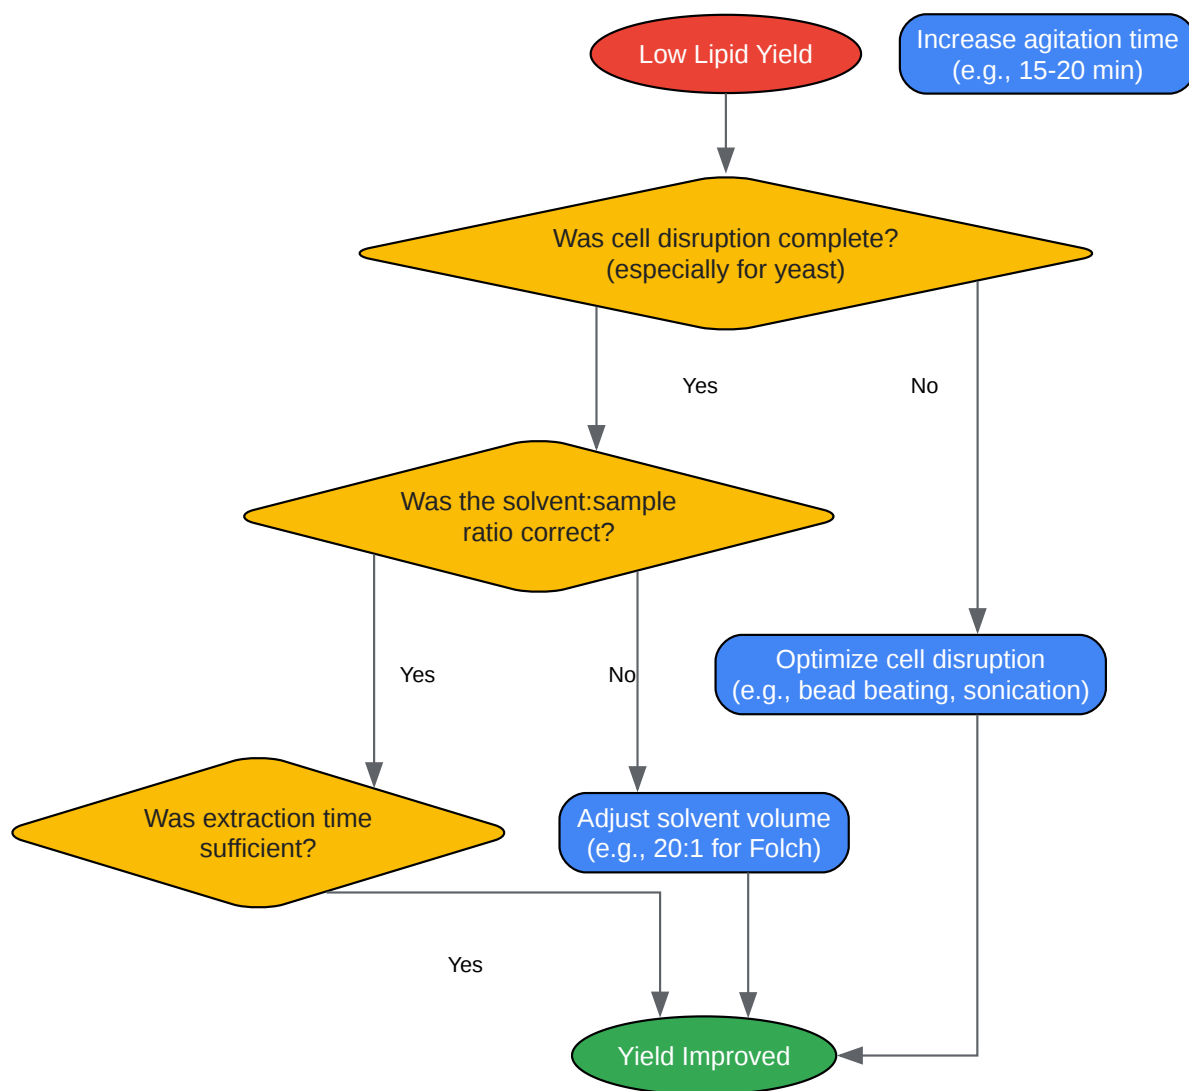 Low Lipid Yield
Increase agitation time
(e.g., 15-20 min)
Was cell disruption complete?
(especially for yeast)
Yes
No
Was the solvent:sample
ratio correct?
Yes
No
Optimize cell disruption
(e.g., bead beating, sonication)
Was extraction time
sufficient?
Adjust solvent volume
(e.g., 20:1 for Folch)
Yes
Yield Improved